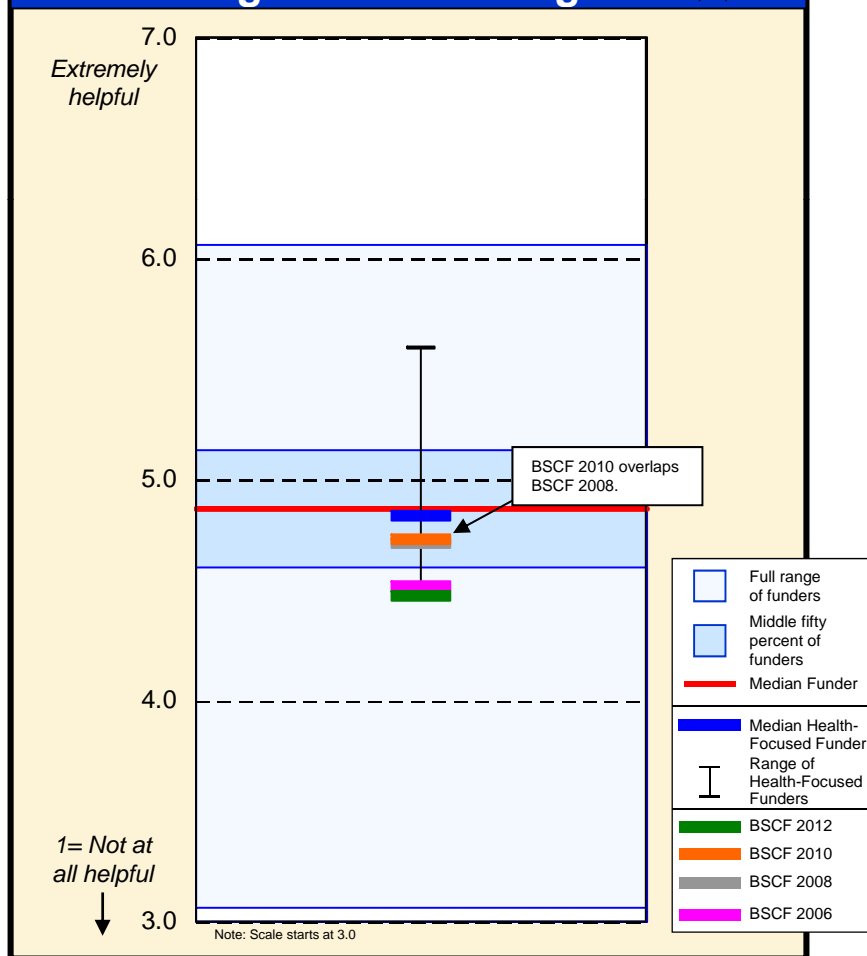 7.0
Extremely
helpful
6.0
5.0
BSCF 2010 overlaps
BSCF 2008.
4.0
1= Not at
all helpful
3.0
Note: Scale starts at 3.0
Full range
of funders
Middle fifty
percent of
funders
Median Funder
Median Health-
Focused Funder
Range of
Health-Focused
Funders
BSCF 2012
BSCF 2010
BSCF 2008
BSCF 2006